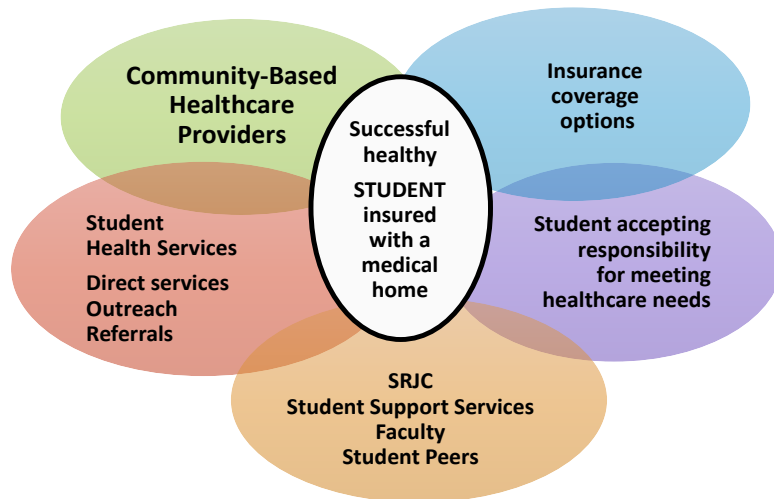 Community-Based
Healthcare
Providers
Insurance
coverage
options
Successful
healthy
STUDENT
insured
with a
medical
home
Student
Health Services
Direct services
Outreach
Referrals
Student accepting
responsibility
for meeting
healthcare needs
SRJC
Student Support Services
Faculty
Student Peers